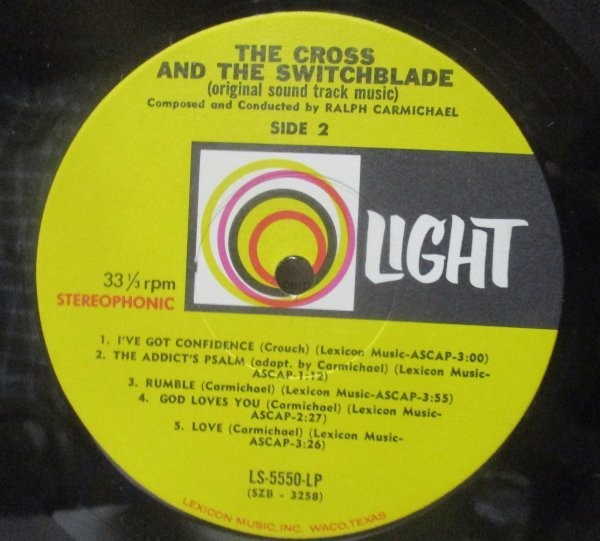 THE CROSS
AND THE SWITCHBLADE
(original sound track music)
Composed and Conducted by RALPH CARMICHAEL
SIDE 2
LIGHT
33 1/3 rpm
STEREOPHONIC
1. I'VE GOT CONFIDENCE (Crouch) (Lexicon Music-ASCAP-3:00)
2. THE ADDICT'S PSALM (adapt. by Carmichael) (Lexicon Music-
ASCAP-1:12)
3. RUMBLE (Carmichael) (Lexicon Music-ASCAP-3:55)
4. GOD LOVES YOU (Carmichael) (Lexicon Music-
ASCAP-2:27)
5. LOVE (Carmichael) (Lexicon Music-
ASCAP-3:26)
LS-5550-LP
(SZB - 3258)
LEXICON MUSIC, INC. WACO, TEXAS